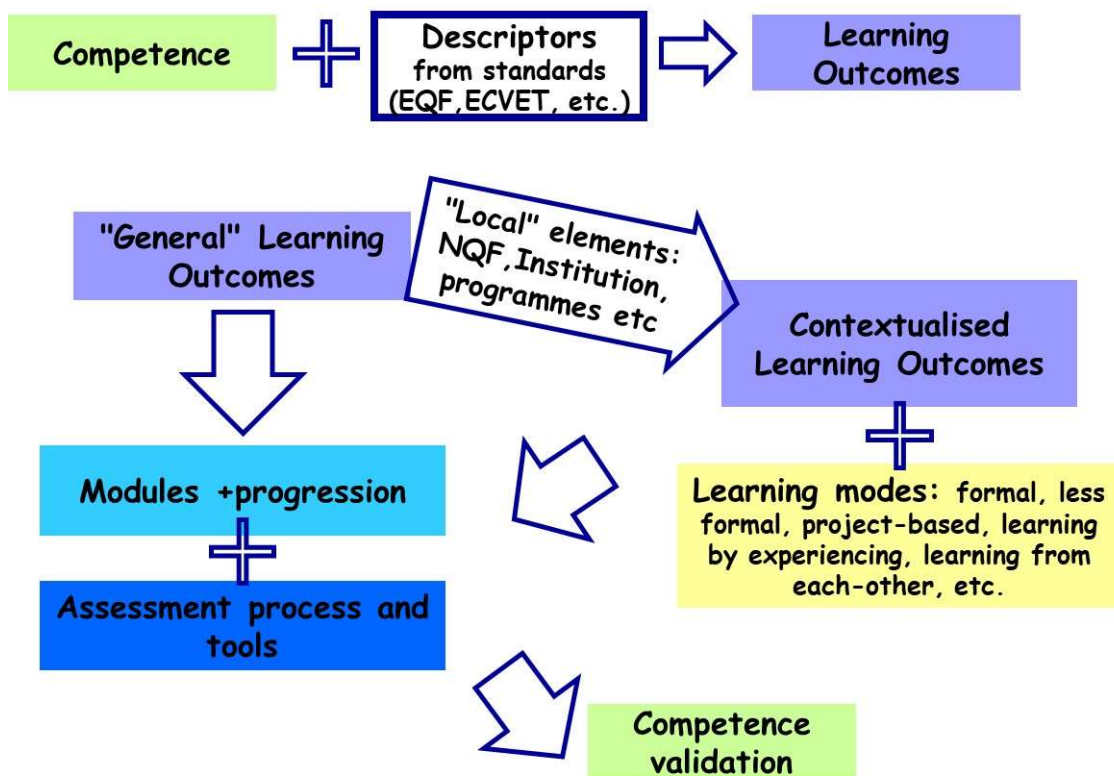 Competence
Descriptors
from standards
(EQF,ECVET, etc.)
Learning
Outcomes
"General" Learning
Outcomes
"Local" elements:
NQF,Institution,
programmes etc
Contextualised
Learning Outcomes
Modules +progression
Learning modes: formal, less
formal, project-based, learning
by experiencing, learning from
each-other, etc.
Assessment process and
tools
Competence
validation